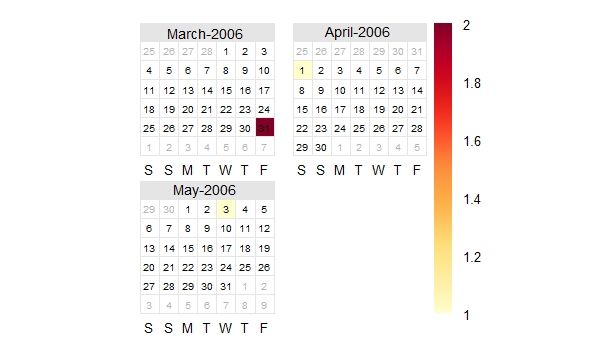 March-2006
25 26 27 28 1 2 3
4 5 6 7 8 9 10
11 12 13 14 15 16 17
18 19 20 21 22 23 24
25 26 27 28 29 30 31
1 2 3 4 5 6 7
S S M T W T F
April-2006
25 26 27 28 29 30 31
1 2 3 4 5 6 7
8 9 10 11 12 13 14
15 16 17 18 19 20 21
22 23 24 25 26 27 28
29 30 1 2 3 4 5
S S M T W T F
May-2006
29 30 1 2 3 4 5
6 7 8 9 10 11 12
13 14 15 16 17 18 19
20 21 22 23 24 25 26
27 28 29 30 31 1 2
3 4 5 6 7 8 9
S S M T W T F
2
1.8
1.6
1.4
1.2
1